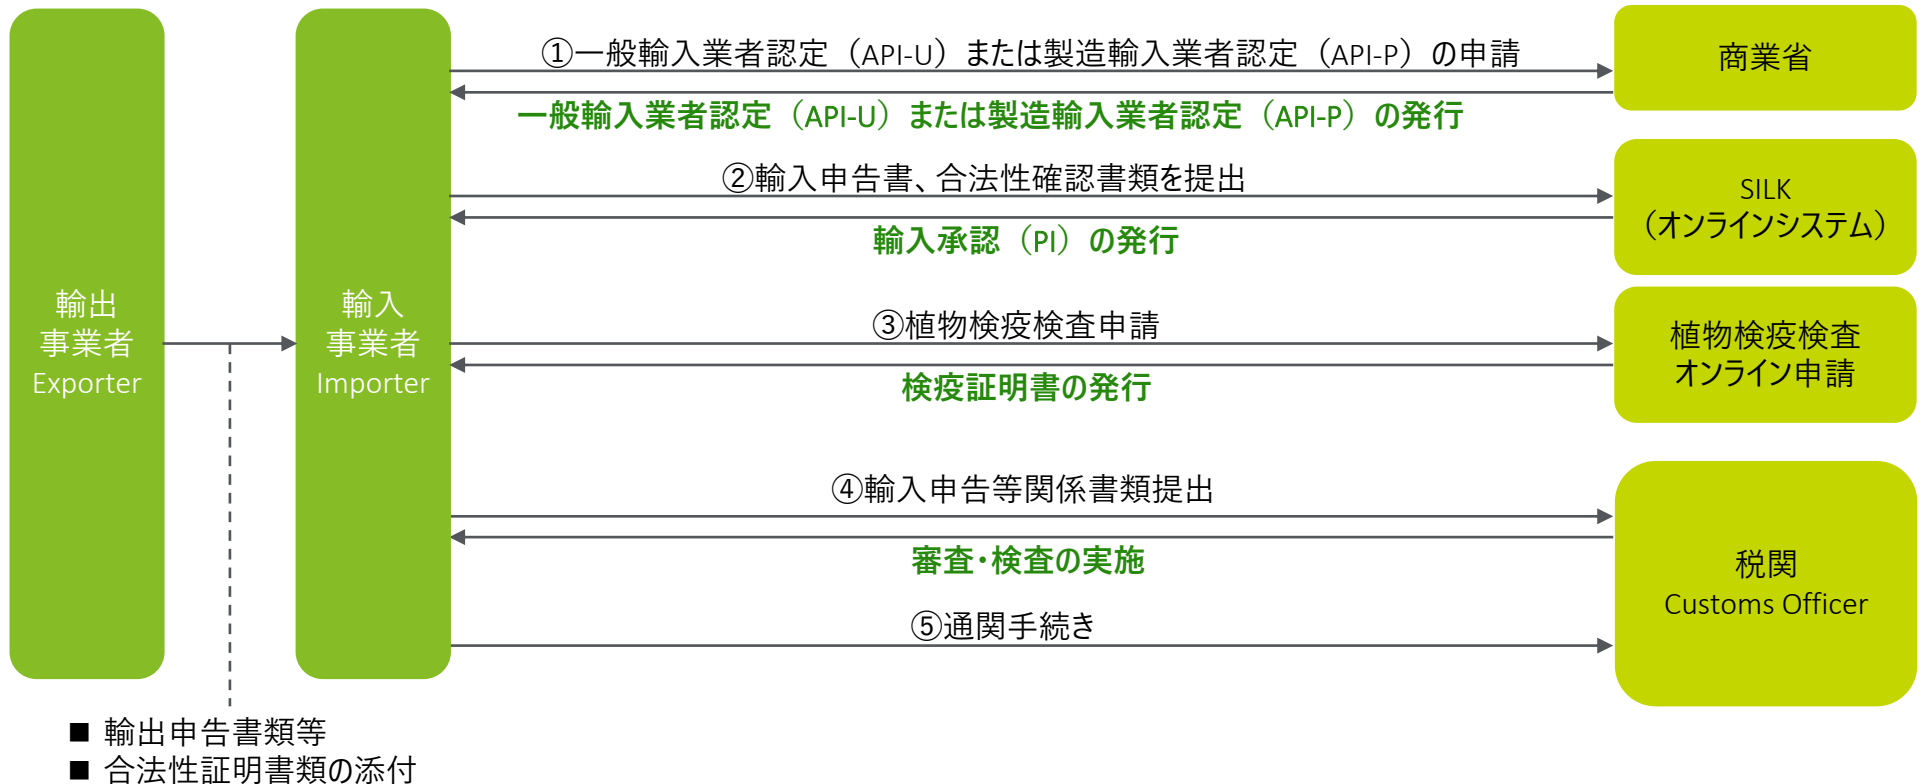 ①一般輸入業者認定（API-U）または製造輸入業者認定（API-P）の申請
商業省
一般輸入業者認定（API-U）または製造輸入業者認定（API-P）の発行
②輸入申告書、合法性確認書類を提出
SILK
（オンラインシステム）
輸入承認（PI）の発行
輸出
事業者
Exporter
輸入
事業者
Importer
③植物検疫検査申請
植物検疫検査
オンライン申請
検疫証明書の発行
④輸入申告等関係書類提出
審査・検査の実施
税関
Customs Officer
⑤通関手続き
■ 輸出申告書類等
■ 合法性証明書類の添付